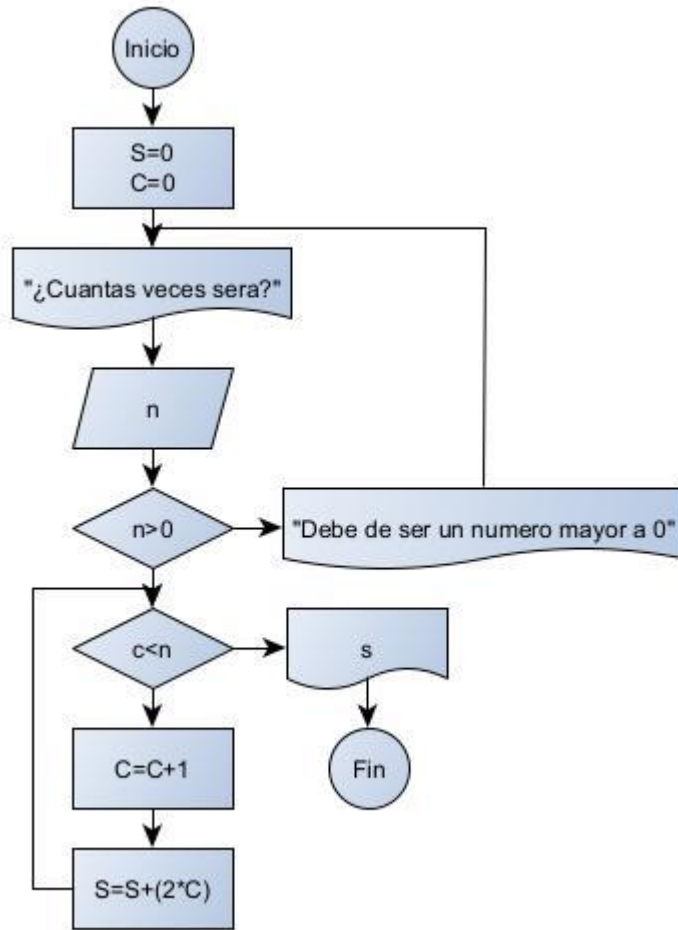 Inicio
S=0
C=0
"¿Cuantas veces sera?"
n
n>0
"Debe de ser un numero mayor a 0"
c<n
s
C=C+1
Fin
S=S+(2*C)